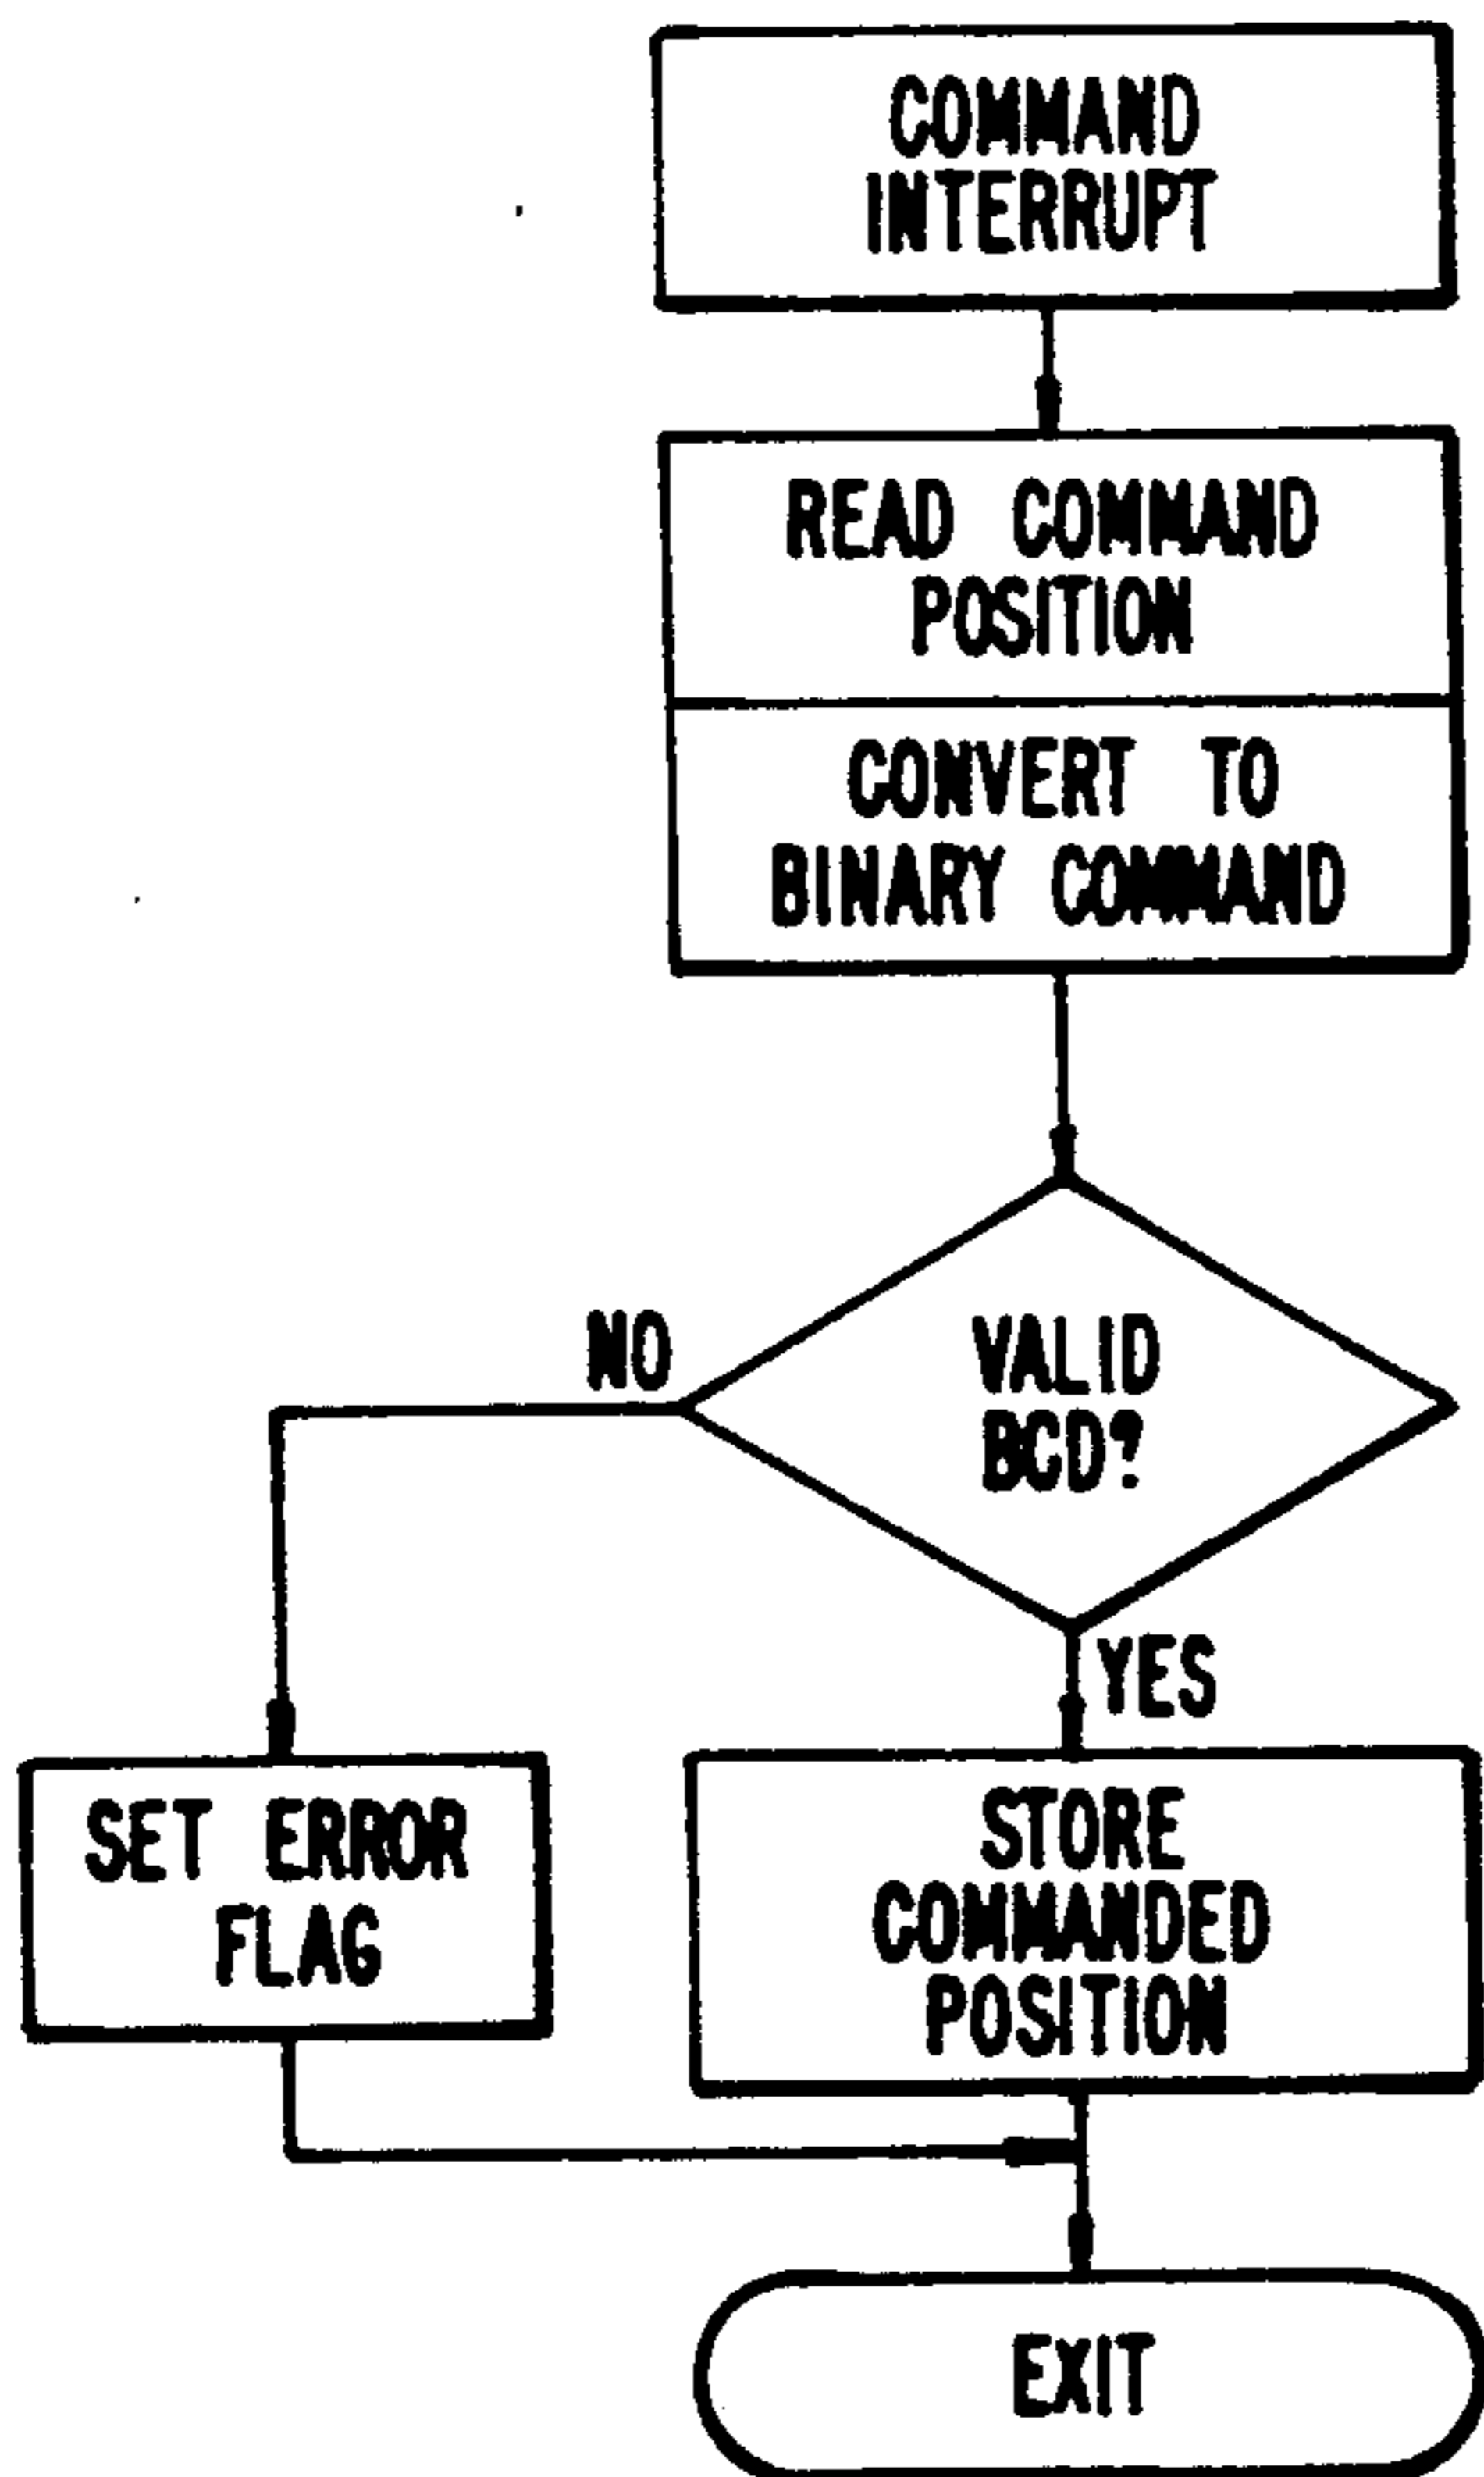 COMMAND
INTERRUPT
READ COMMAND
POSITION
CONVERT TO
BINARY COMMAND
VALID
BCD?
NO
YES
SET ERROR
FLAG
STORE
COMMANDED
POSITION
EXIT